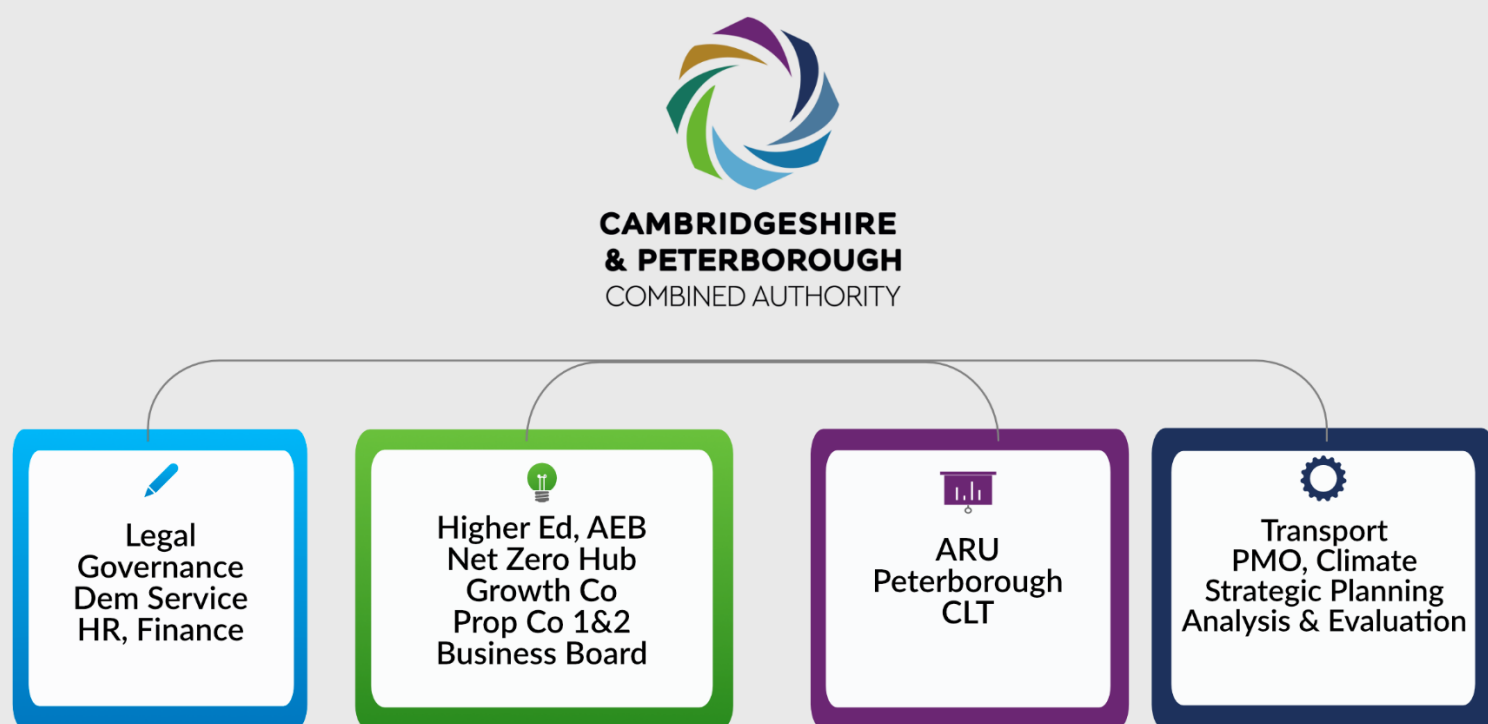 CAMBRIDGESHIRE
& PETERBOROUGH
COMBINED AUTHORITY
Legal
Governance
Dem Service
HR, Finance
Higher Ed, AEB
Net Zero Hub
Growth Co
Prop Co 1&2
Business Board
ARU
Peterborough
CLT
Transport
PMO, Climate
Strategic Planning
Analysis & Evaluation